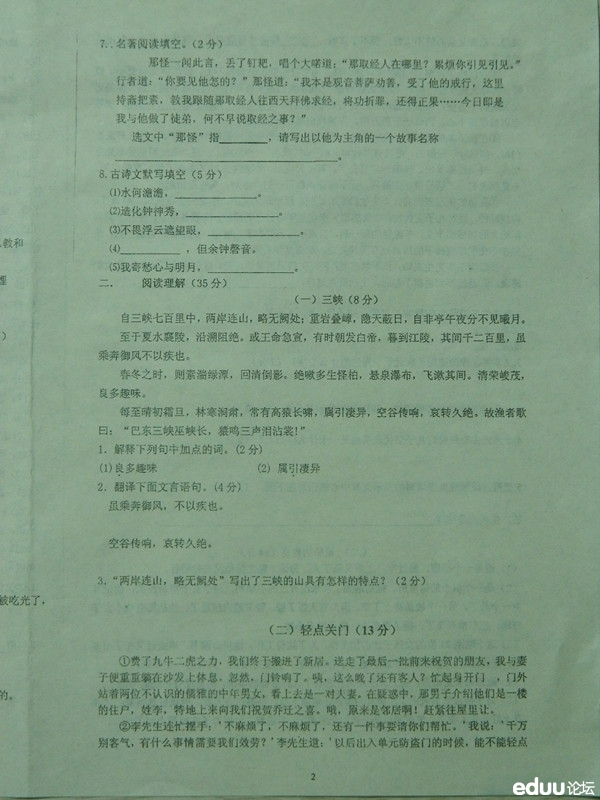 7. .名著阅读填空。(2分)
那怪一闻此言，丢了钉耙，唱个大喏道：“那取经人在哪里？累烦你引见引见。”
行者道：“你要见他怎的？”那怪道：“我本是观音菩萨劝善，受了他的戒行，这里
持斋把素，教我跟随那取经人往西天拜佛求经，将功折罪，还得正果……今日即是
我与他做了徒弟，何不早说取经之事？”
选文中“那怪”指________，请写出以他为主角的一个故事名称
________________________________。
8.古诗文默写填空(5分)
⑴水何澹澹，____________。
⑵造化钟神秀，______________。
⑶不畏浮云遮望眼，______________。
⑷__________，但余钟磬音。
⑸我寄愁心与明月，______________。
二. 阅读理解(35分)
(一)三峡(8分)
自三峡七百里中，两岸连山，略无阙处；重岩叠嶂，隐天蔽日，自非亭午夜分不见曦月。
至于夏水襄陵，沿溯阻绝。或王命急宣，有时朝发白帝，暮到江陵，其间千二百里，虽
乘奔御风不以疾也。
春冬之时，则素湍绿潭，回清倒影，绝巘多生怪柏，悬泉瀑布，飞漱其间。清荣峻茂，
良多趣味。
每至晴初霜旦，林寒涧肃，常有高猿长啸，属引凄异，空谷传响，哀转久绝。故渔者歌
曰：“巴东三峡巫峡长，猿鸣三声泪沾裳！”
1. 解释下列句中加点的词。(2分)
(1)良多趣味 (2) 属引凄异
2. 翻译下面文言语句。(4分)
虽乘奔御风，不以疾也。
空谷传响，哀转久绝。
3.“两岸连山，略无阙处”写出了三峡的山具有怎样的特点？(2分)
(二) 轻点关门(13分)
①费了九牛二虎之力，我们终于搬进了新居。送走了最后一批前来祝贺的朋友，我与妻
子便重重躺在沙发上休息。忽然，门铃响了。咦，这么晚了还有客人？忙起身开门 ，门外
站着两位不认识的儒雅的中年男女，看上去是一对夫妻。在疑惑中，那男子介绍他们是一楼
的住户，姓李，特地上来向我们祝贺乔迁之喜。哦，原来是邻居啊！赶紧往屋里让。
②李先生连忙摆手：‘不麻烦了，不麻烦了，还有一件事要请你们帮忙。’我说：‘千万
别客气，有什么事情需要我们效劳？’李先生道：‘以后出入单元防盗门的时候，能不能轻点
2
教和
理
)
被吃光了，
的。
eduu论坛